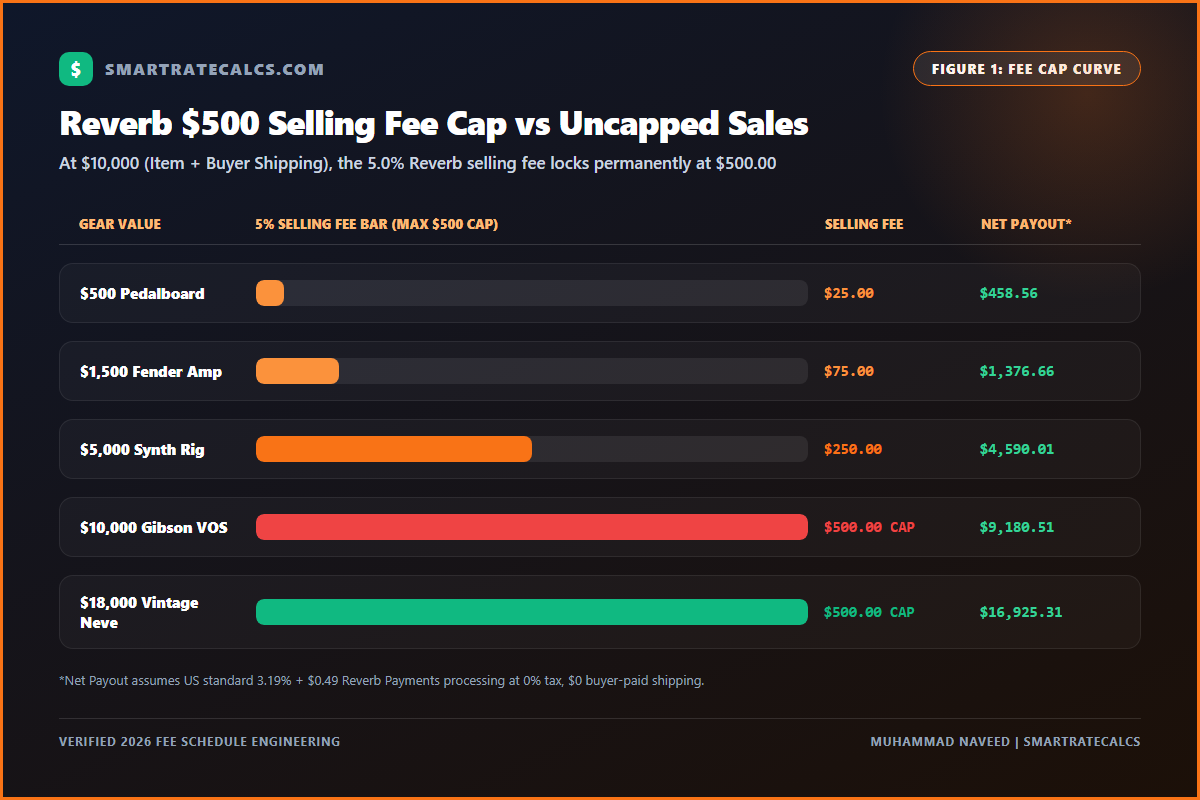 $ SMARTRATECALCS.COM
FIGURE 1: FEE CAP CURVE
Reverb $500 Selling Fee Cap vs Uncapped Sales
At $10,000 (Item + Buyer Shipping), the 5.0% Reverb selling fee locks permanently at $500.00
GEAR VALUE 5% SELLING FEE BAR (MAX $500 CAP) SELLING FEE NET PAYOUT*
$500 Pedalboard $25.00 $458.56
$1,500 Fender Amp $75.00 $1,376.66
$5,000 Synth Rig $250.00 $4,590.01
$10,000 Gibson VOS $500.00 CAP $9,180.51
$18,000 Vintage
Neve $500.00 CAP $16,925.31
*Net Payout assumes US standard 3.19% + $0.49 Reverb Payments processing at 0% tax, $0 buyer-paid shipping.
VERIFIED 2026 FEE SCHEDULE ENGINEERING
MUHAMMAD NAVEED | SMARTRATECALCS